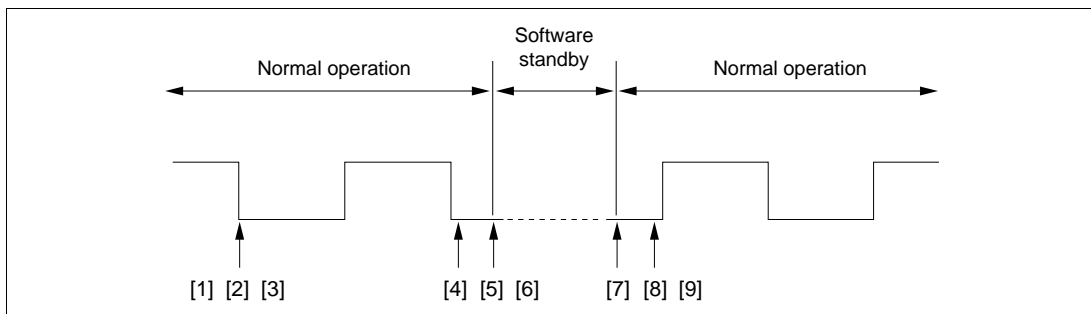 Software
standby
Normal operation
Normal operation
[1] [2] [3]
[4] [5] [6]
[7] [8] [9]